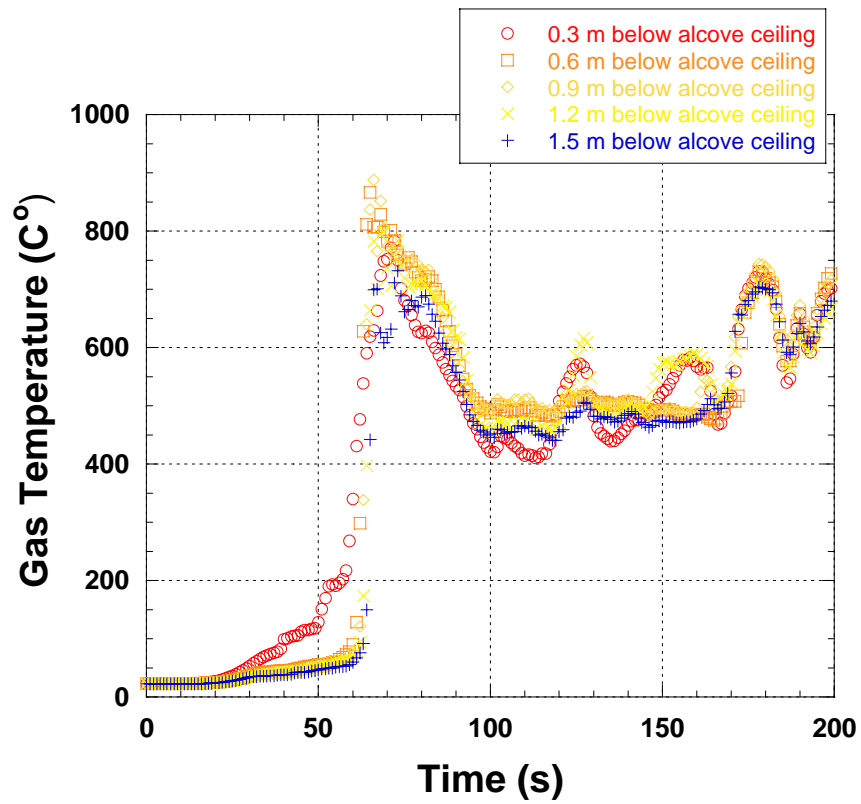 0.3 m below alcove ceiling
0.6 m below alcove ceiling
0.9 m below alcove ceiling
1.2 m below alcove ceiling
1.5 m below alcove ceiling
1000
800
600
400
200
0
0
50
100
150
200
Gas Temperature (C°)
Time (s)